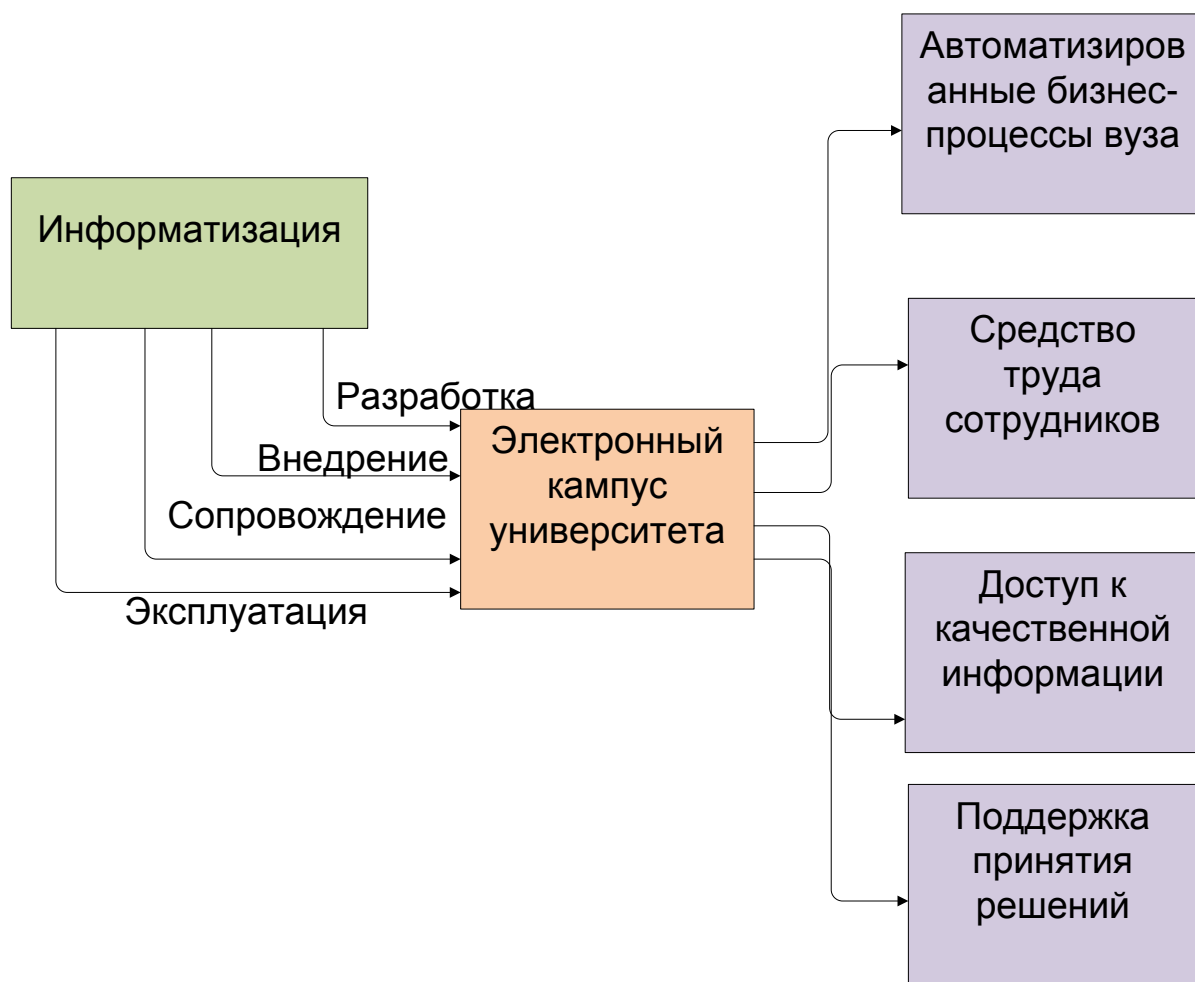 Информатизация
Разработка
Внедрение
Сопровождение
Эксплуатация
Электронный
кампус
университета
Автоматизиров
анные бизнес-
процессы вуза
Средство
труда
сотрудников
Доступ к
качественной
информации
Поддержка
принятия
решений